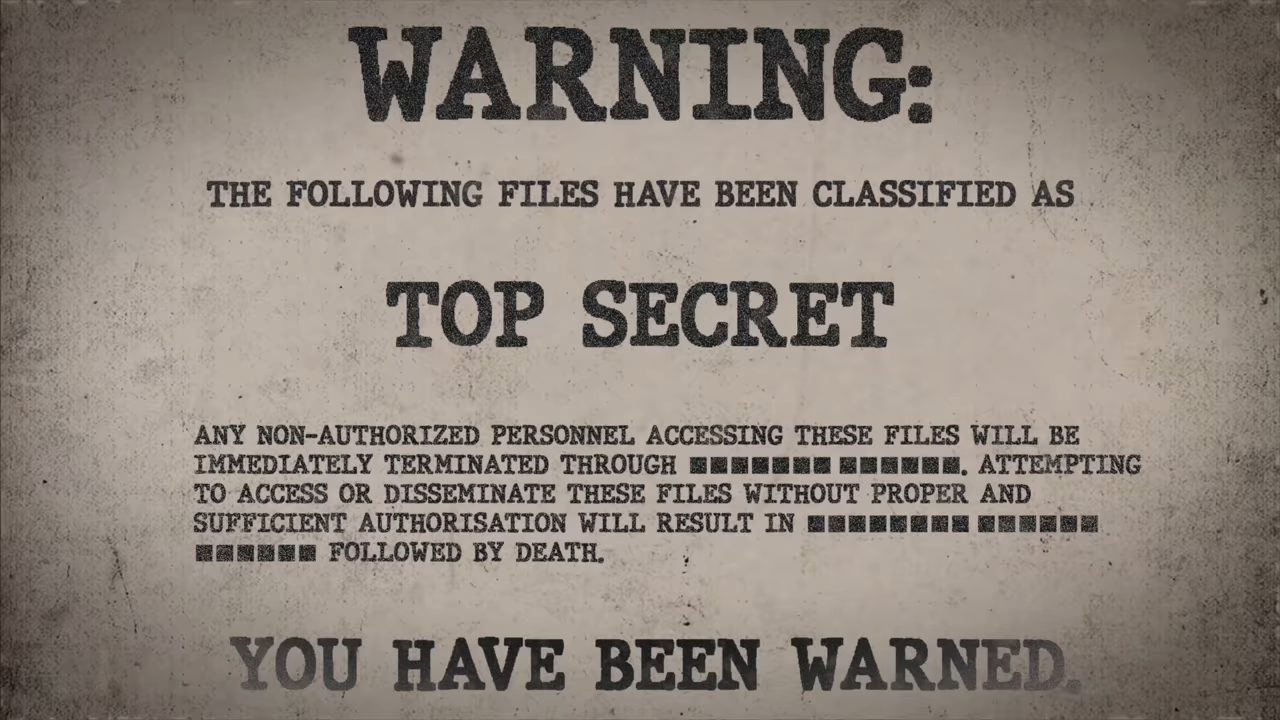 WARNING:
THE FOLLOWING FILES HAVE BEEN CLASSIFIED AS
TOP SECRET
ANY NON-AUTHORIZED PERSONNEL ACCESSING THESE FILES WILL BE
IMMEDIATELY TERMINATED THROUGH ■■■■■■■ ■■■■■■. ATTEMPTING
TO ACCESS OR DISSEMINATE THESE FILES WITHOUT PROPER AND
SUFFICIENT AUTHORISATION WILL RESULT IN ■■■■■■■■ ■■■■■■
■■■■■■ FOLLOWED BY DEATH.
YOU HAVE BEEN WARNED.